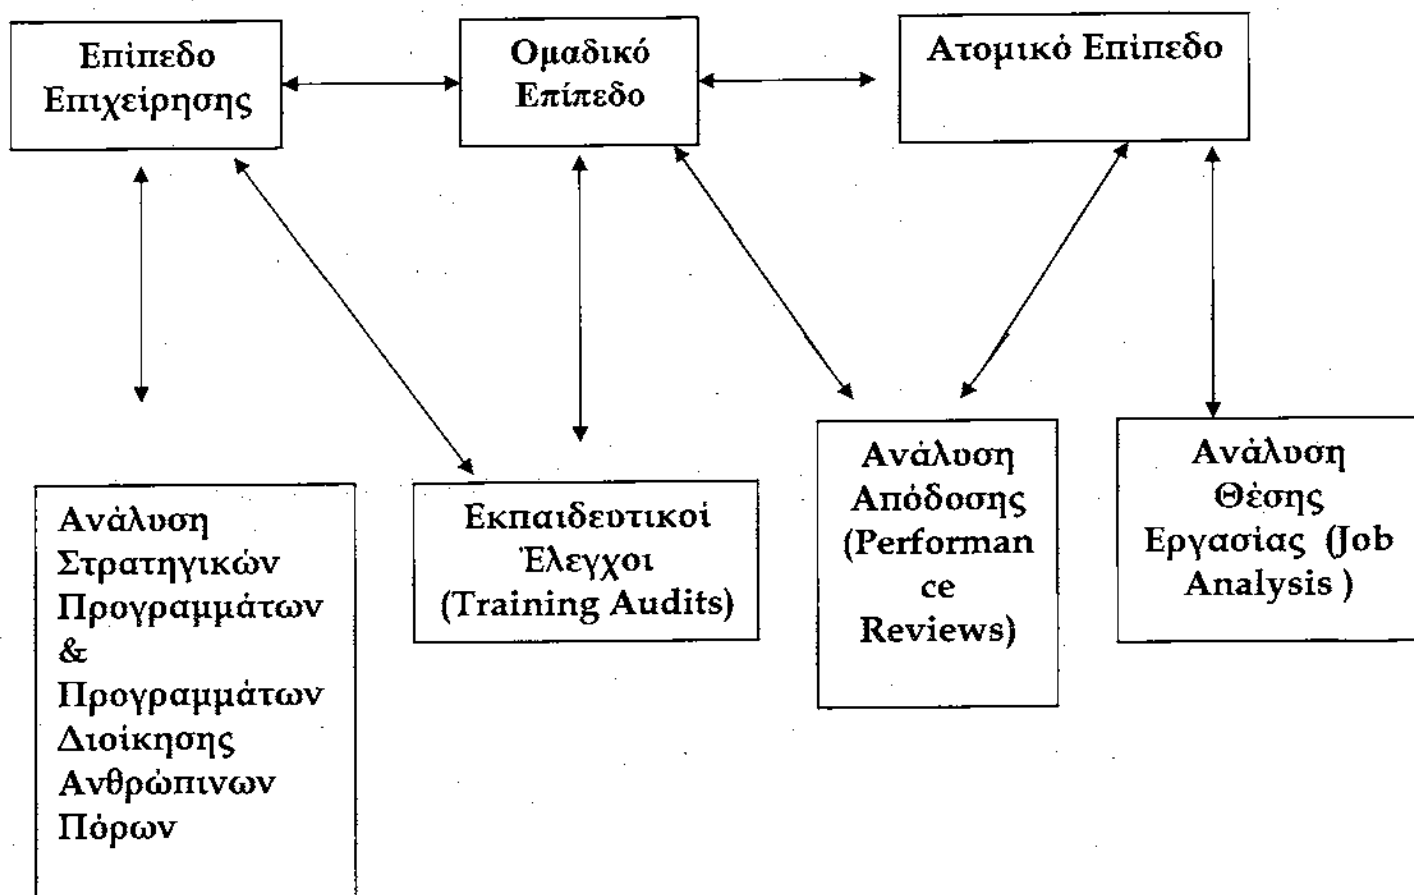 Επίπεδο
Επιχείρησης
Ομαδικό
Επίπεδο
Ατομικό Επίπεδο
Ανάλυση
Στρατηγικών
Προγραμμάτων
&
Προγραμμάτων
Διοίκησης
Ανθρώπινων
Πόρων
Εκπαιδευτικοί
Έλεγχοι
(Training Audits)
Ανάλυση
Απόδοσης
(Performan
ce
Reviews)
Ανάλυση
Θέσης
Εργασίας (Job
Analysis )